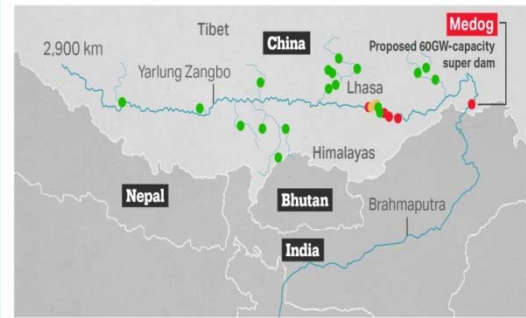 Medog
Tibet
China
Proposed 60GW-capacity
super dam
2,900 km
Yarlung Zangbo
Lhasa
Himalayas
Nepal
Bhutan
Brahmaputra
India